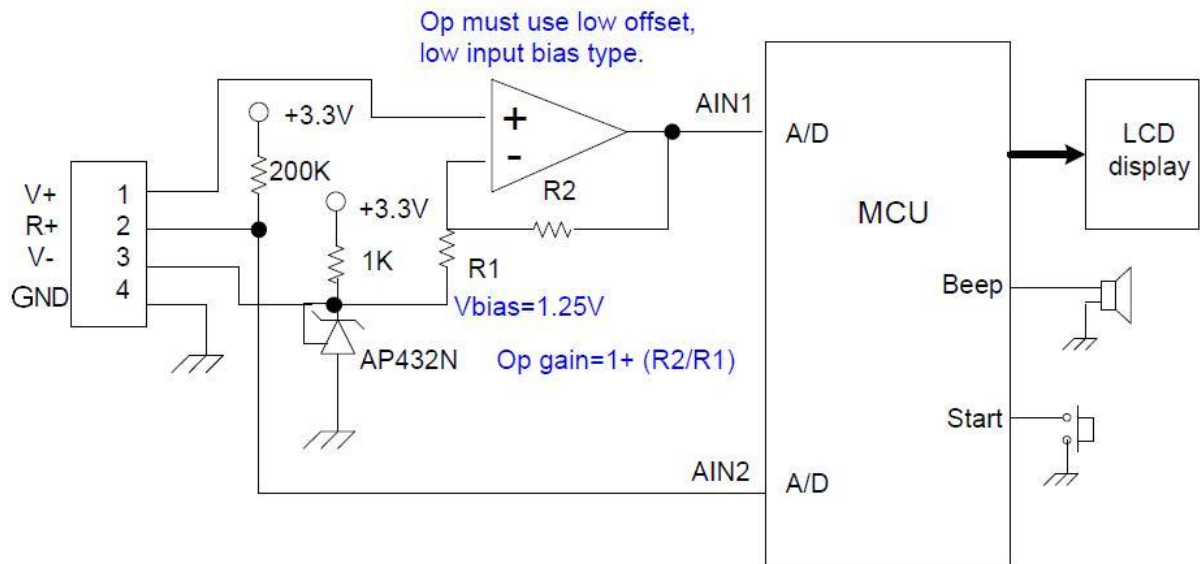 Op must use low offset,
low input bias type.
+3.3V
200K
V+ 1
R+ 2
V- 3
GND 4
+3.3V
1K
AP432N
+
-
R2
R1
Vbias=1.25V
Op gain=1+ (R2/R1)
AIN1
A/D
MCU
LCD
display
Beep
Start
AIN2
A/D